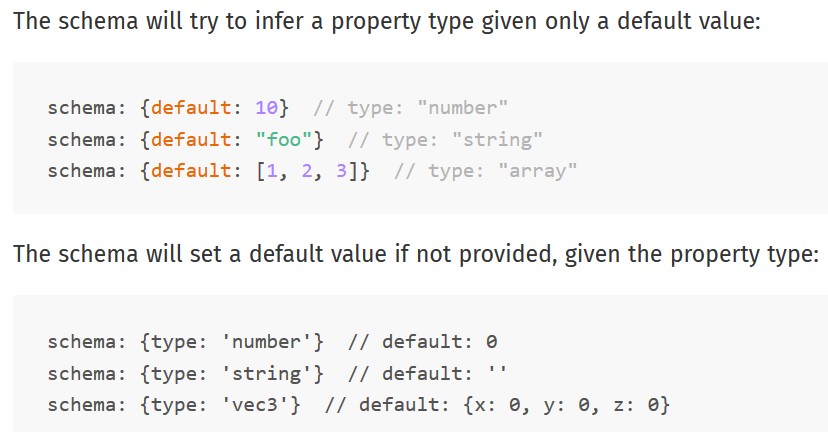 The schema will try to infer a property type given only a default value:
schema: {default: 10}  // type: "number"
schema: {default: "foo"}  // type: "string"
schema: {default: [1, 2, 3]}  // type: "array"
The schema will set a default value if not provided, given the property type:
schema: {type: 'number'}  // default: 0
schema: {type: 'string'}  // default: ''
schema: {type: 'vec3'}  // default: {x: 0, y: 0, z: 0}